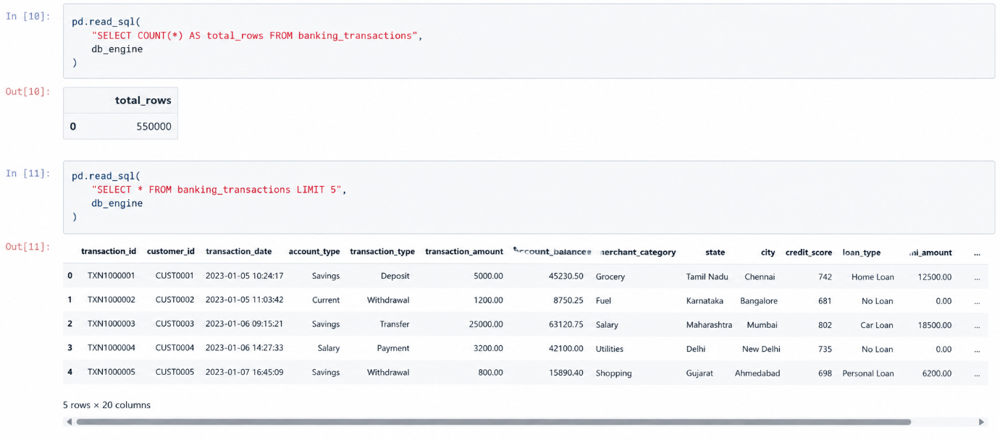 In [10]:
pd.read_sql(
"SELECT COUNT(*) AS total_rows FROM banking_transactions",
db_engine
)
Out[10]:
total_rows
0 550000
In [11]:
pd.read_sql(
"SELECT * FROM banking_transactions LIMIT 5",
db_engine
)
Out[11]:
transaction_id customer_id transaction_date account_type transaction_type transaction_amount state city credit_score loan_type ...
0 TXN1000001 CUST0001 2023-01-05 10:24:17 Savings Deposit 5000.00 45230.50 Grocery Tamil Nadu Chennai 742 Home Loan 12500.00 ...
1 TXN1000002 CUST0002 2023-01-05 11:03:42 Current Withdrawal 1200.00 8750.25 Fuel Karnataka Bangalore 681 No Loan 0.00 ...
2 TXN1000003 CUST0003 2023-01-06 09:15:21 Savings Transfer 25000.00 63120.75 Salary Maharashtra Mumbai 802 Car Loan 18500.00 ...
3 TXN1000004 CUST0004 2023-01-06 14:27:33 Salary Payment 3200.00 42100.00 Utilities Delhi New Delhi 735 No Loan 0.00 ...
4 TXN1000005 CUST0005 2023-01-07 16:45:09 Savings Withdrawal 800.00 15890.40 Shopping Gujarat Ahmedabad 698 Personal Loan 6200.00 ...
5 rows × 20 columns